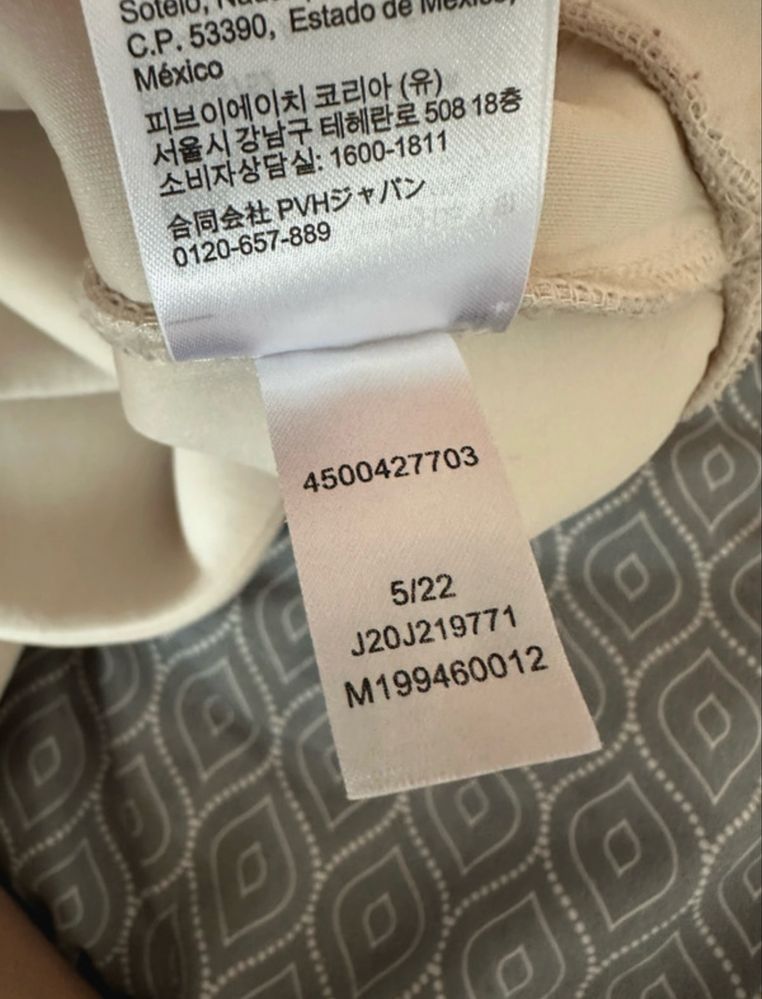 Sotelo,
C.P. 53390, Estado de México,
México
피브이에이치 코리아 (유)
서울시 강남구 테헤란로 508 18층
소비자상담실: 1600-1811
合同会社 PVHジャパン
0120-657-889
4500427703
5/22
J20J219771
M199460012